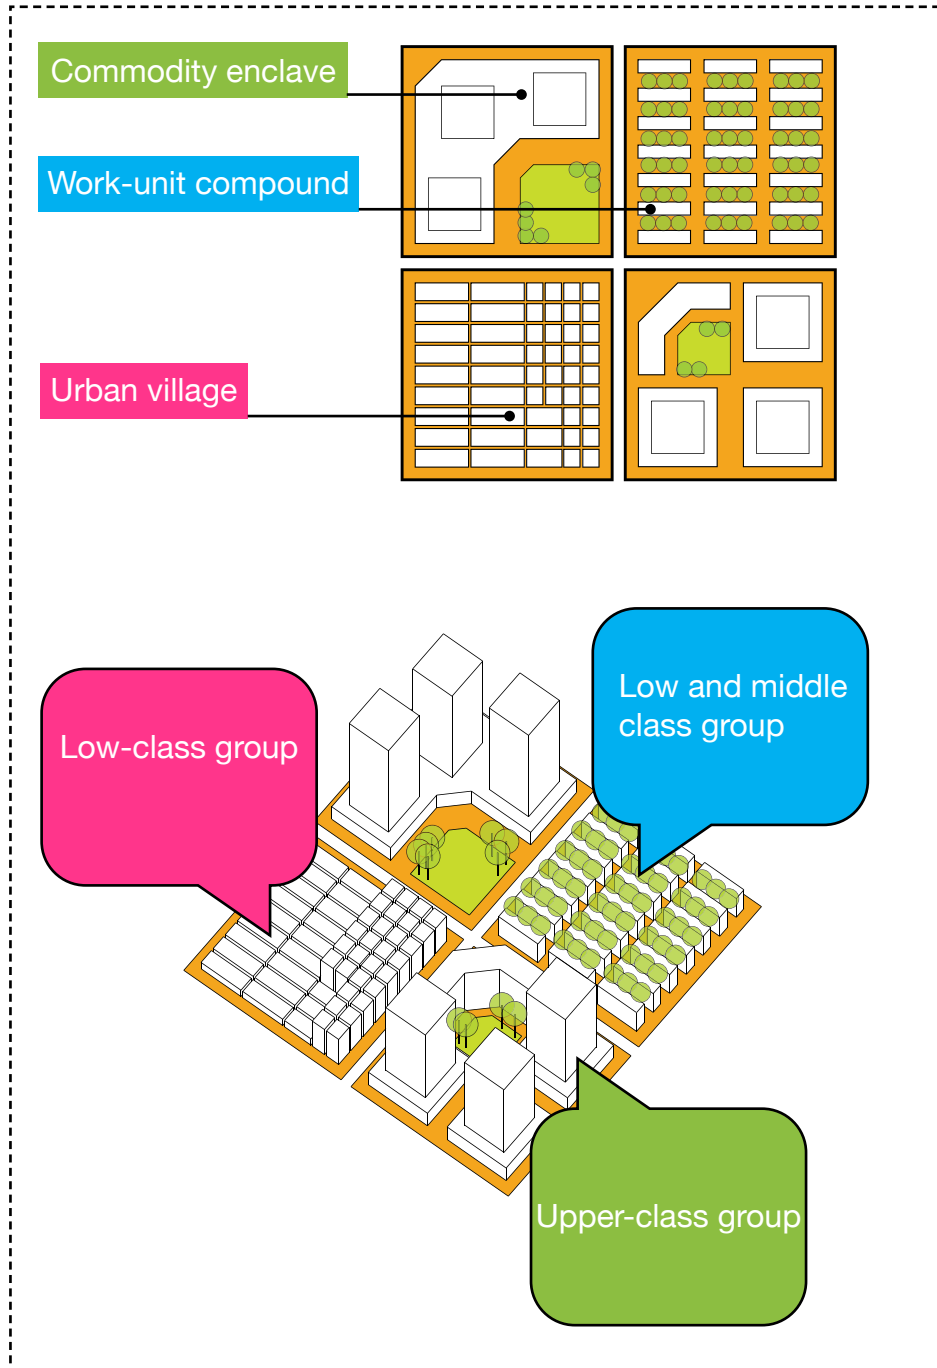 Commodity enclave
Work-unit compound
Urban village
Low and middle
class group
Low-class group
Upper-class group